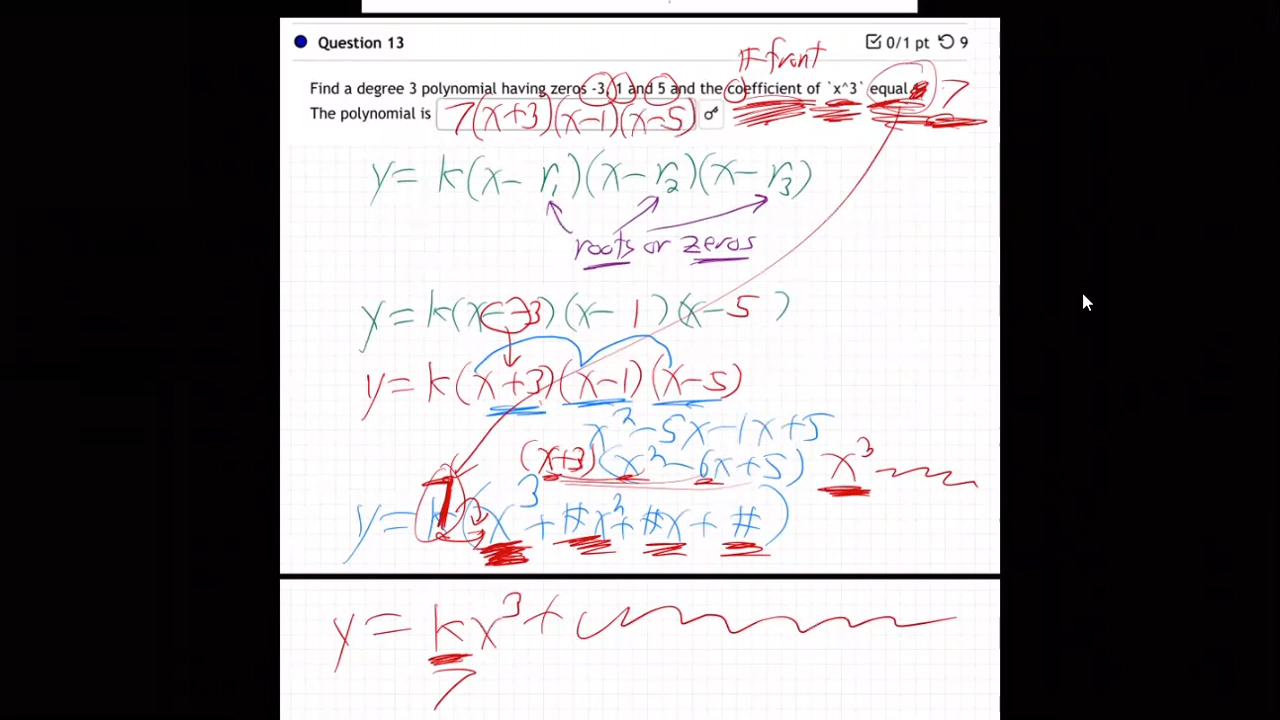 Question 13
0/1 pt 9
# front
Find a degree 3 polynomial having zeros -3, 1 and 5 and the coefficient of `x^3` equal 7
The polynomial is 7(x+3)(x-1)(x-5)
y = k(x - r₁)(x - r₂)(x - r₃)
roots or zeros
y = k(x - -3)(x - 1)(x - 5)
y = k(x+3)(x-1)(x-5)
x² - 5x - 1x + 5
(x+3)(x² - 6x + 5) x³
y = k(x³ + #x² + #x + #)
y = kx³ +
7